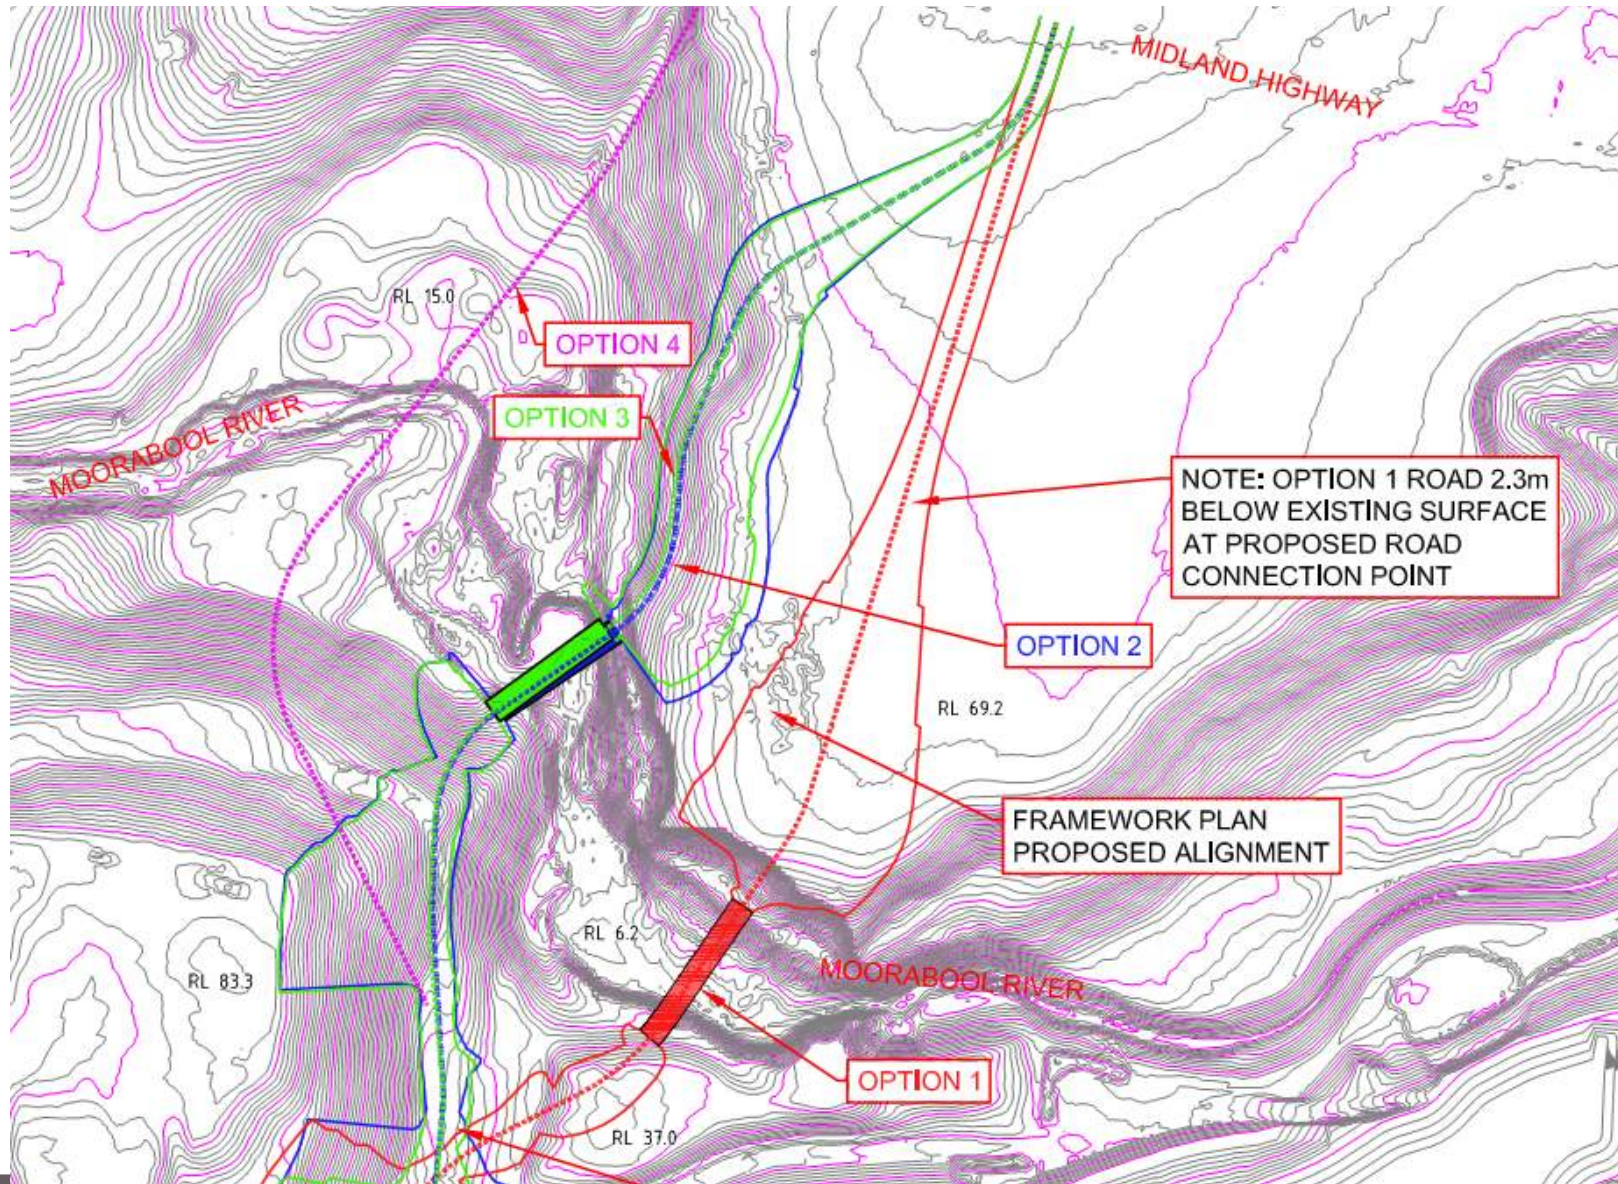 MIDLAND HIGHWAY
RL 15.0
OPTION 4
OPTION 3
MOORABOOL RIVER
NOTE: OPTION 1 ROAD 2.3m
BELOW EXISTING SURFACE
AT PROPOSED ROAD
CONNECTION POINT
OPTION 2
RL 69.2
FRAMEWORK PLAN
PROPOSED ALIGNMENT
RL 6.2
RL 83.3
MOORABOOL RIVER
OPTION 1
RL 37.0